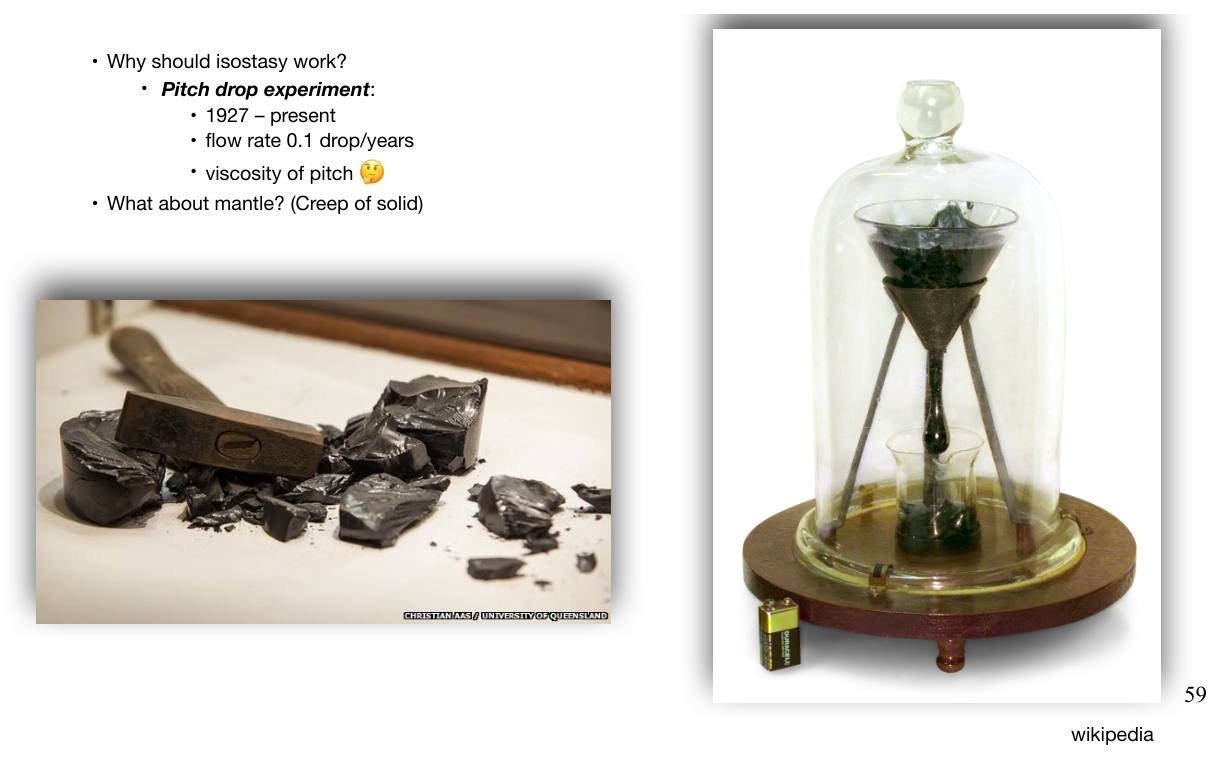 • Why should isostasy work?
• Pitch drop experiment:
• 1927 – present
• flow rate 0.1 drop/years
• viscosity of pitch 🤔
• What about mantle? (Creep of solid)
CHRISTIAN AAS / UNIVERSITY OF QUEENSLAND
DURACELL
59
wikipedia